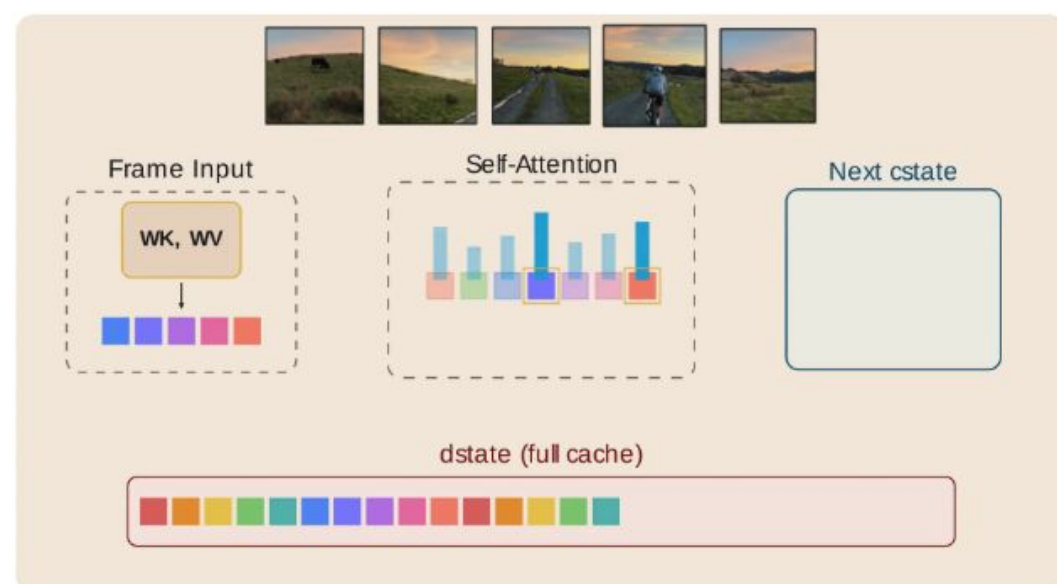 Frame Input
Self-Attention
Next cstate
WK, WV
dstate (full cache)